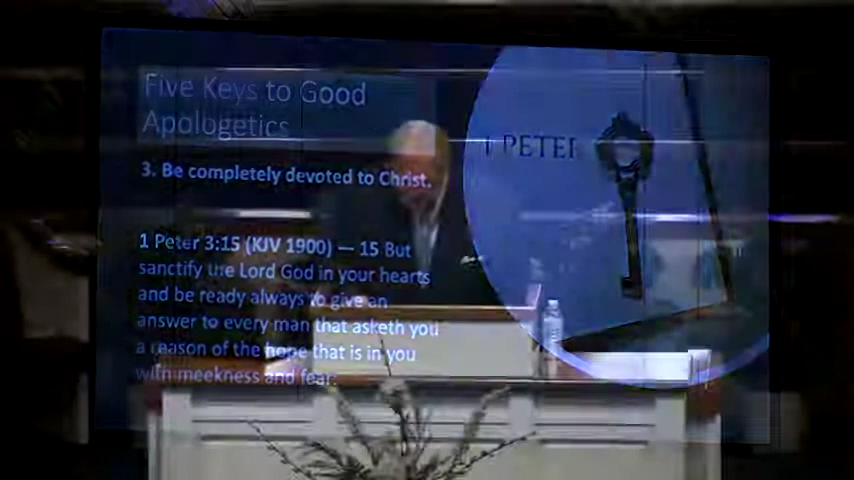 Five Keys to Good
Apologetics
3. Be completely devoted to Christ.
1 PETER
1 Peter 3:15 (KJV 1900) — 15 But
sanctify the Lord God in your hearts
and be ready always to give an
answer to every man that asketh you
a reason of the hope that is in you
with meekness and fear: